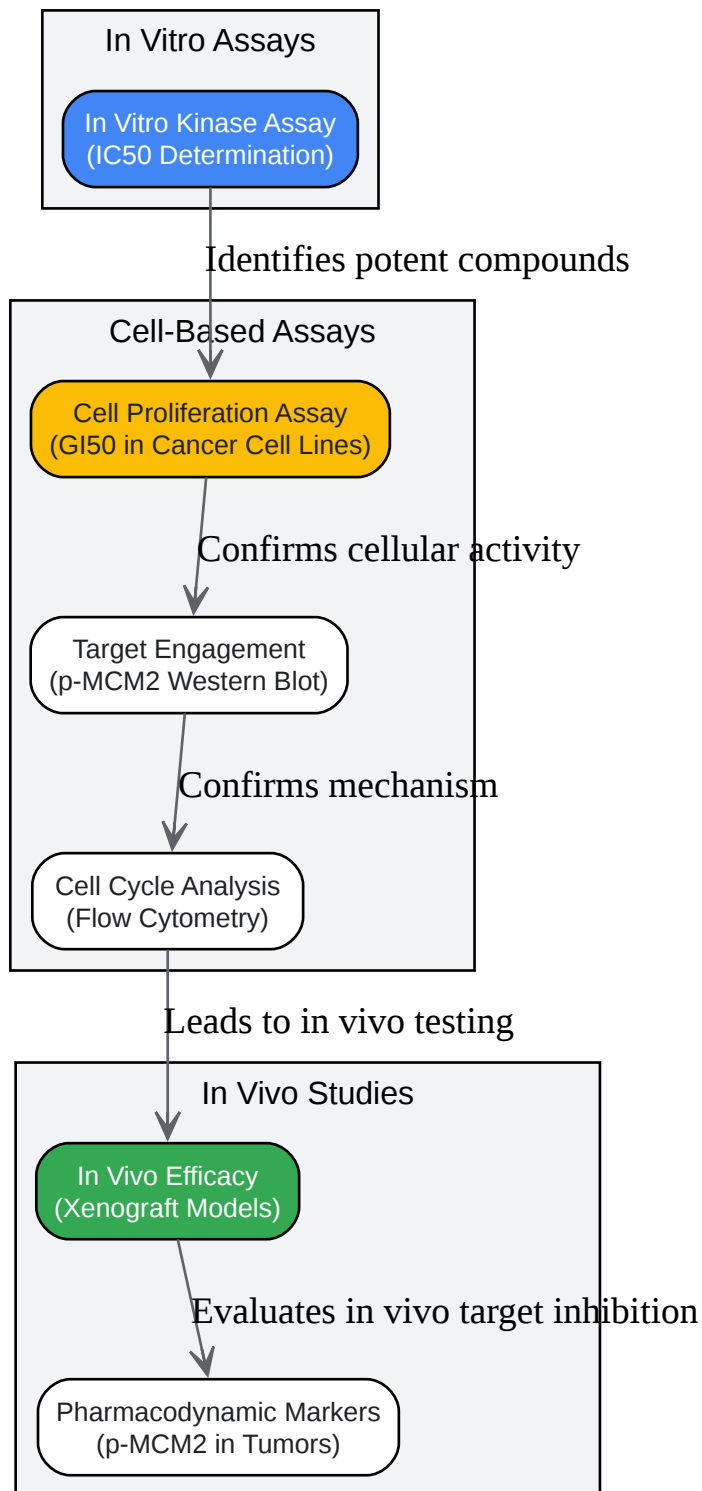 In Vitro Assays
In Vitro Kinase Assay
(IC50 Determination)
Identifies potent compounds
Cell-Based Assays
Cell Proliferation Assay
(GI50 in Cancer Cell Lines)
Confirms cellular activity
Target Engagement
(p-MCM2 Western Blot)
Confirms mechanism
Cell Cycle Analysis
(Flow Cytometry)
Leads to in vivo testing
In Vivo Studies
In Vivo Efficacy
(Xenograft Models)
Evaluates in vivo target inhibition
Pharmacodynamic Markers
(p-MCM2 in Tumors)